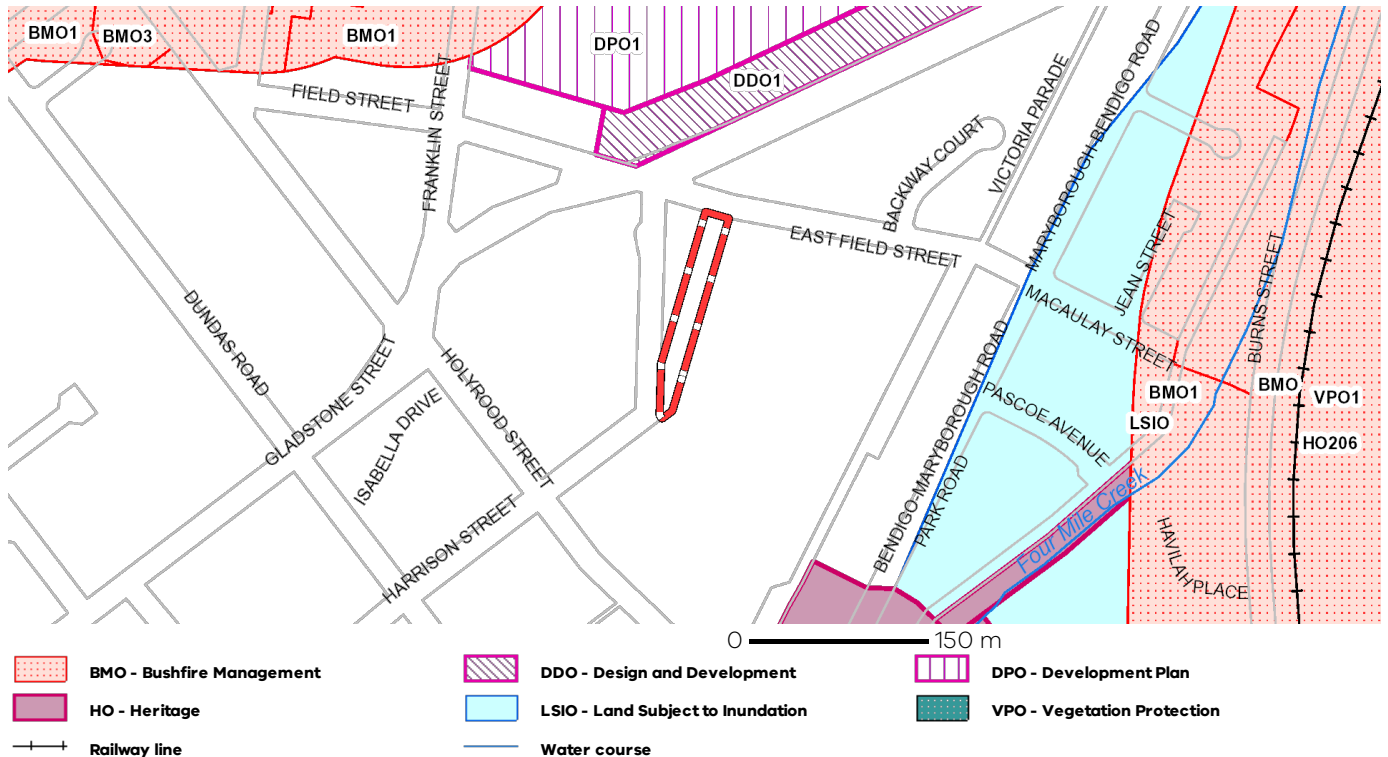 BMO1
BMO3
BMO1
DPO1
DDO1
FIELD STREET
FRANKLIN STREET
BACKWAY COURT
VICTORIA PARADE
MARYBOROUGH-BENDIGO ROAD
EAST FIELD STREET
JEAN STREET
BURNS STREET
MACAULAY STREET
DUNDAS ROAD
GLADSTONE STREET
HOLYROOD STREET
ISABELLA DRIVE
HARRISON STREET
BENDIGO-MARYBOROUGH ROAD
PARK ROAD
PASCOE AVENUE
BMO1
BMO
VPO1
LSIO
HO206
Four Mile Creek
HAVILAH PLACE
0 150 m
BMO - Bushfire Management
DDO - Design and Development
DPO - Development Plan
HO - Heritage
LSIO - Land Subject to Inundation
VPO - Vegetation Protection
Railway line
Water course